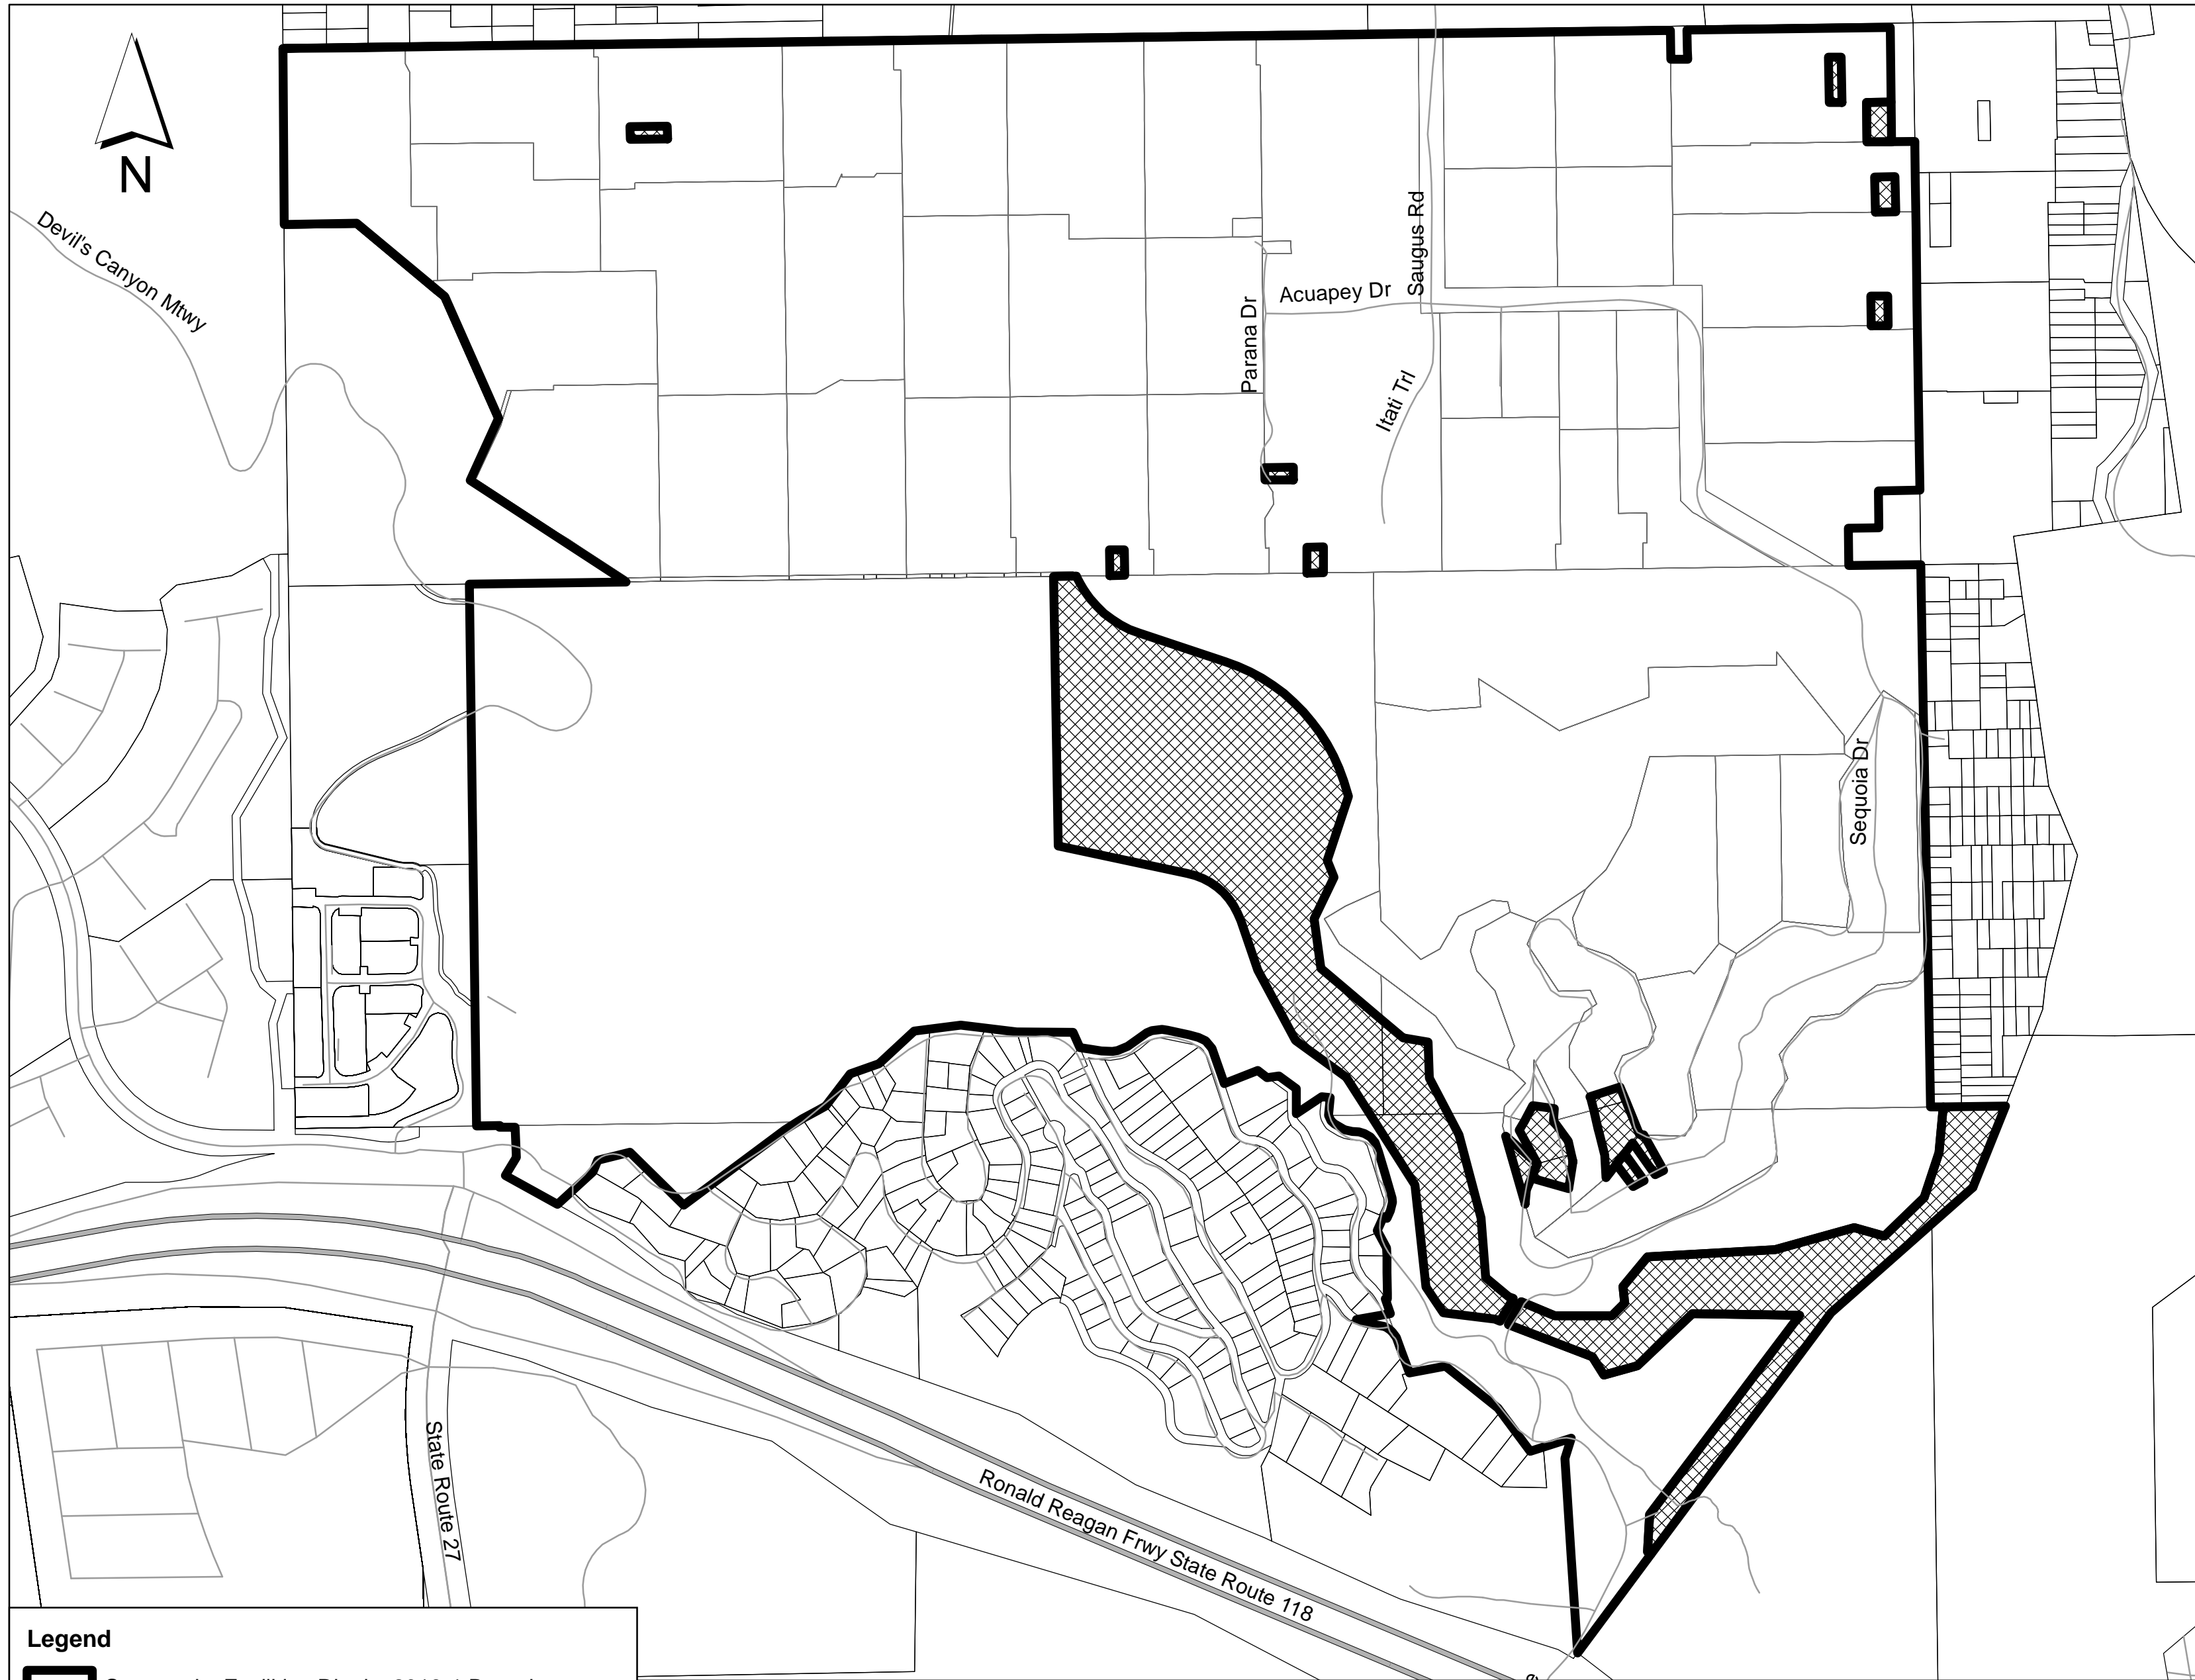 N
Devil's Canyon Mtwy
Saugus Rd
Acuapey Dr
Parana Dr
Itati Trl
Sequoia Dr
State Route 27
Ronald Reagan Frwy State Route 118
Legend